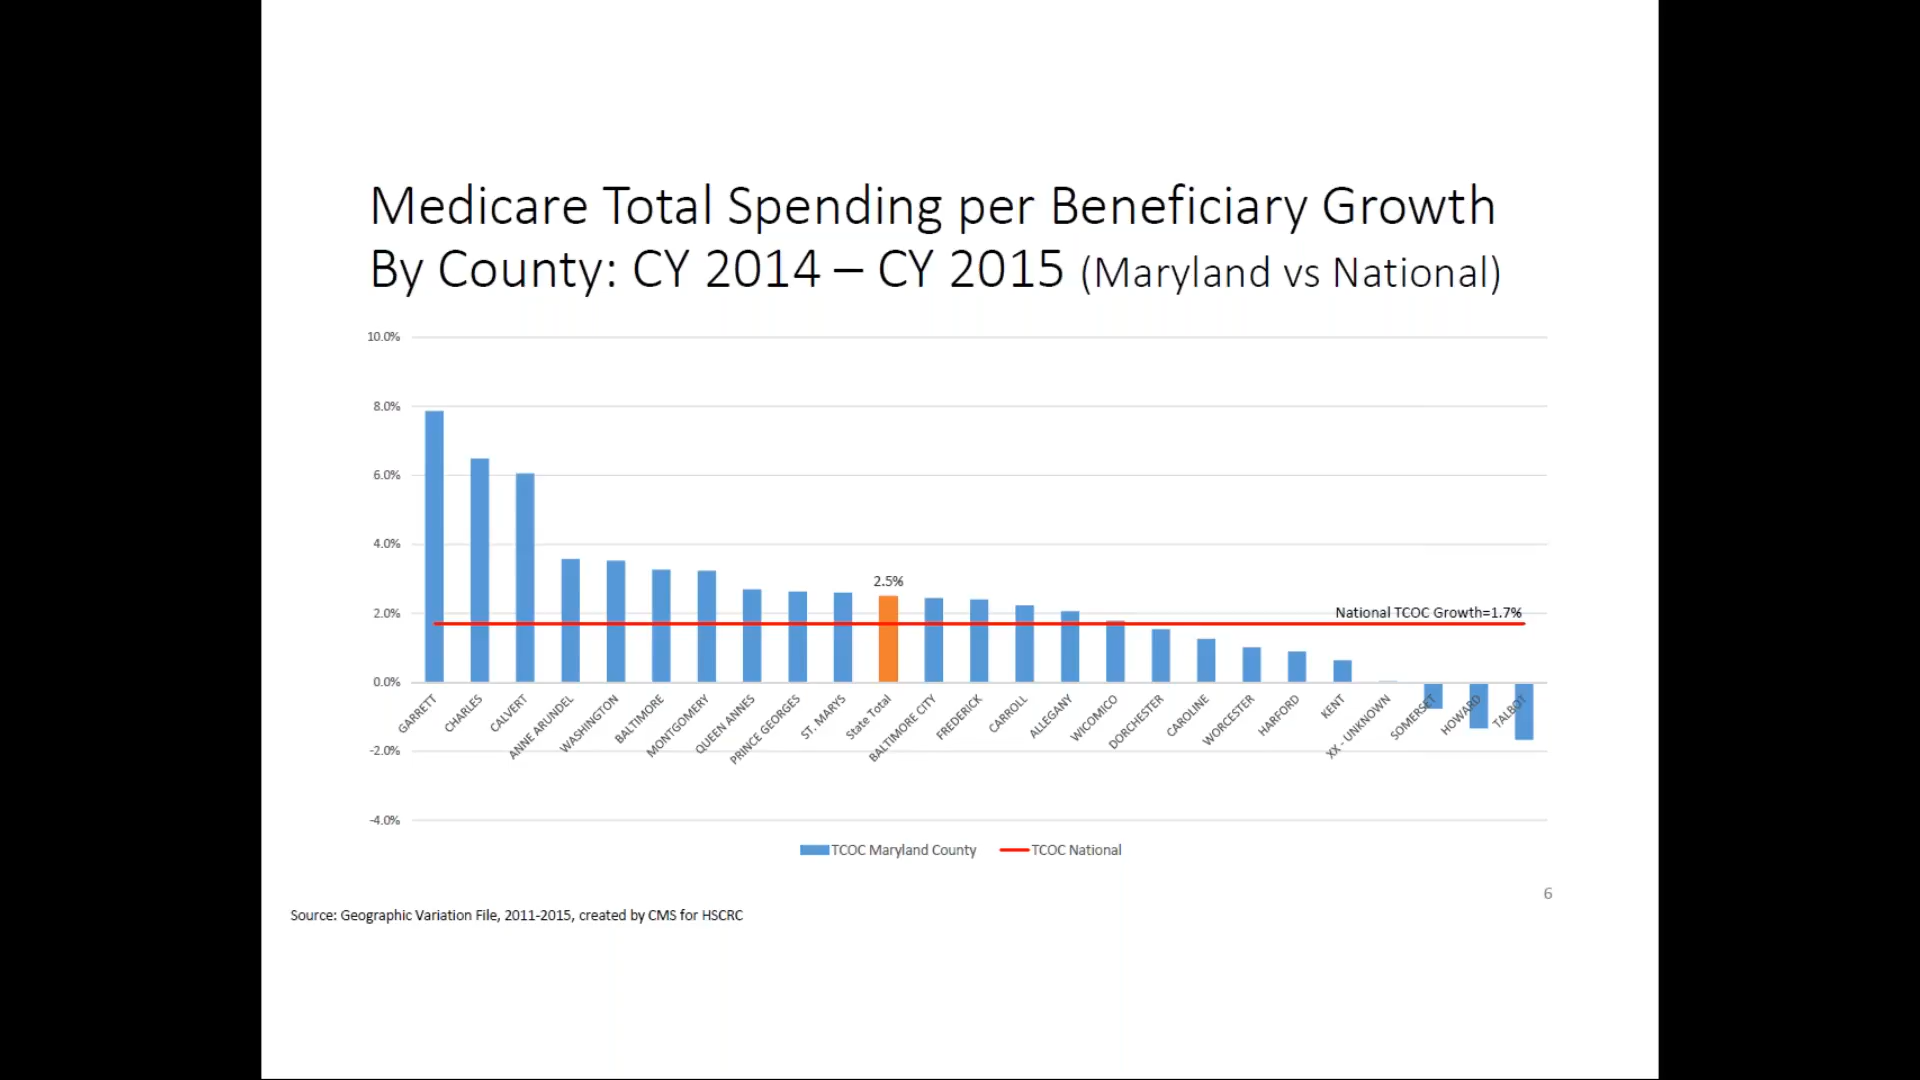 Medicare Total Spending per Beneficiary Growth
By County: CY 2014 – CY 2015 (Maryland vs National)
10.0%
8.0%
6.0%
4.0%
2.0%
0.0%
-2.0%
-4.0%
2.5%
National TCOC Growth=1.7%
GARRETT
CHARLES
CALVERT
ANNE ARUNDEL
WASHINGTON
BALTIMORE
MONTGOMERY
QUEEN ANNES
PRINCE GEORGES
ST. MARYS
State Total
BALTIMORE CITY
FREDERICK
CARROLL
ALLEGANY
WICOMICO
DORCHESTER
CAROLINE
WORCESTER
HARFORD
KENT
XX - UNKNOWN
SOMERSET
HOWARD
TALBOT
TCOC Maryland County
TCOC National
6
Source: Geographic Variation File, 2011-2015, created by CMS for HSCRC